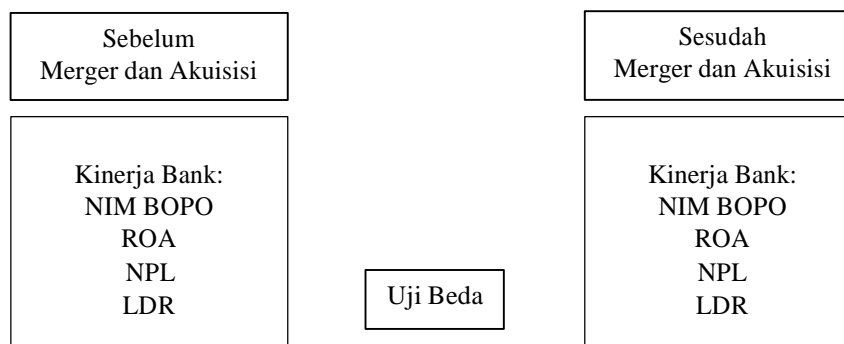 Sebelum
Merger dan Akuisisi
Sesudah
Merger dan Akuisisi
Kinerja Bank:
NIM BOPO
ROA
NPL
LDR
Uji Beda
Kinerja Bank:
NIM BOPO
ROA
NPL
LDR